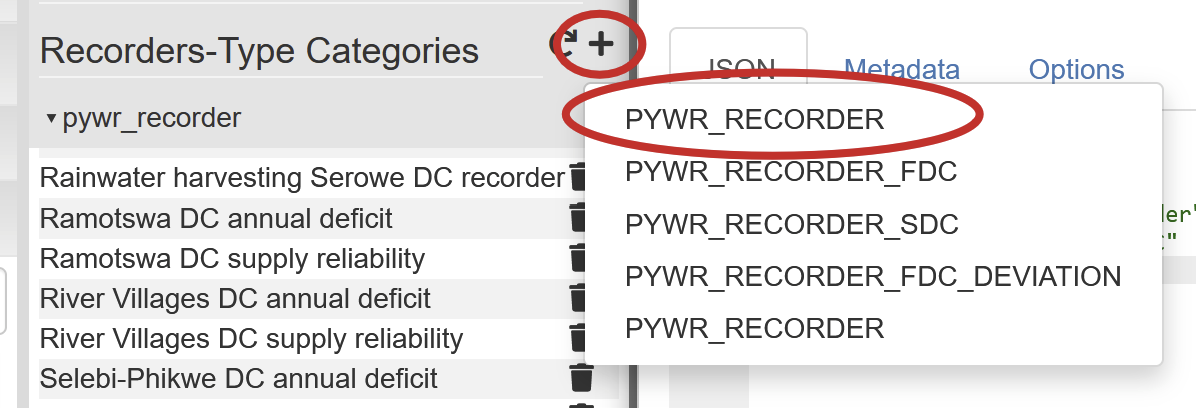 Recorders-Type Categories
JSON
Metadata
Options
pywr_recorder
Rainwater harvesting Serowe DC recorder
Ramotswa DC annual deficit
Ramotswa DC supply reliability
River Villages DC annual deficit
River Villages DC supply reliability
Selebi-Phikwe DC annual deficit
PYWR_RECORDER
PYWR_RECORDER_FDC
PYWR_RECORDER_SDC
PYWR_RECORDER_FDC_DEVIATION
PYWR_RECORDER